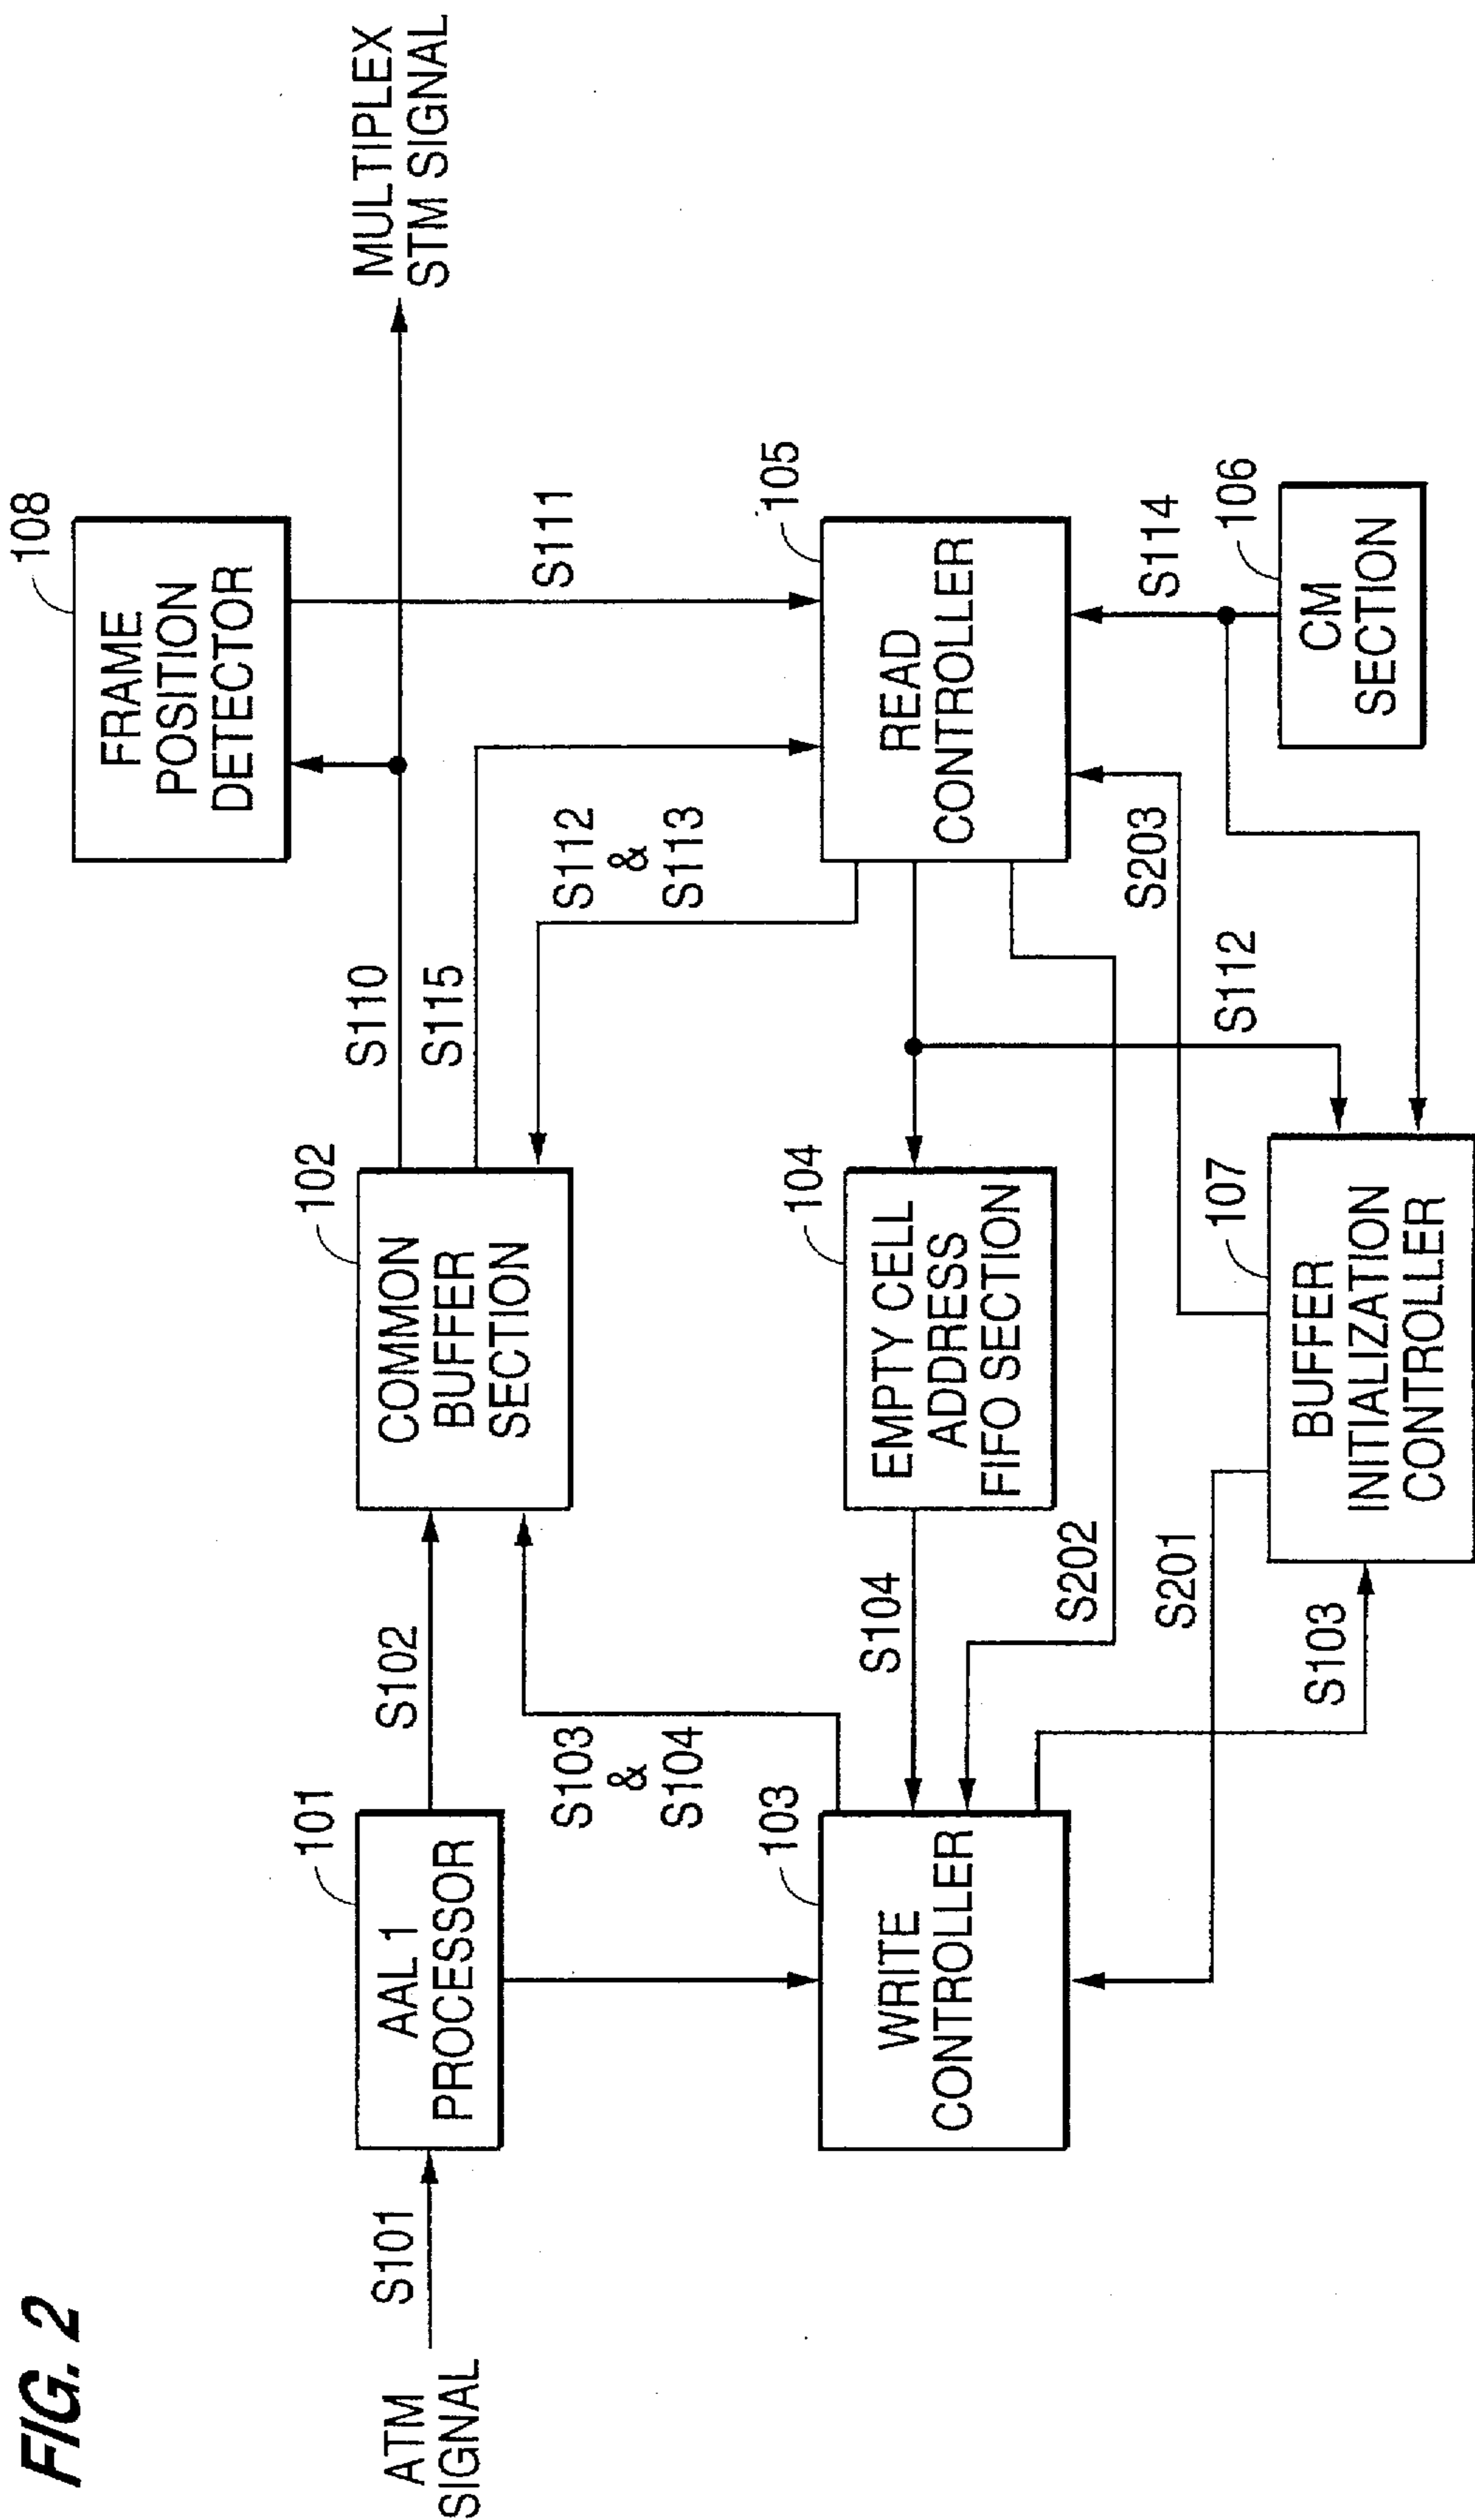 FIG. 2
108
FRAME
POSITION
DETECTOR
MULTIPLEX
STM SIGNAL
S110
S115
S111
101
102
ATM
SIGNAL
S101
AAL1
PROCESSOR
S102
COMMON
BUFFER
SECTION
S112
&
S113
S103
&
S104
103
104
105
WRITE
CONTROLLER
S104
EMPTY CELL
ADDRESS
FIFO SECTION
READ
CONTROLLER
S202
S203
S114
S201
S112
106
107
S103
BUFFER
INITIALIZATION
CONTROLLER
CM
SECTION